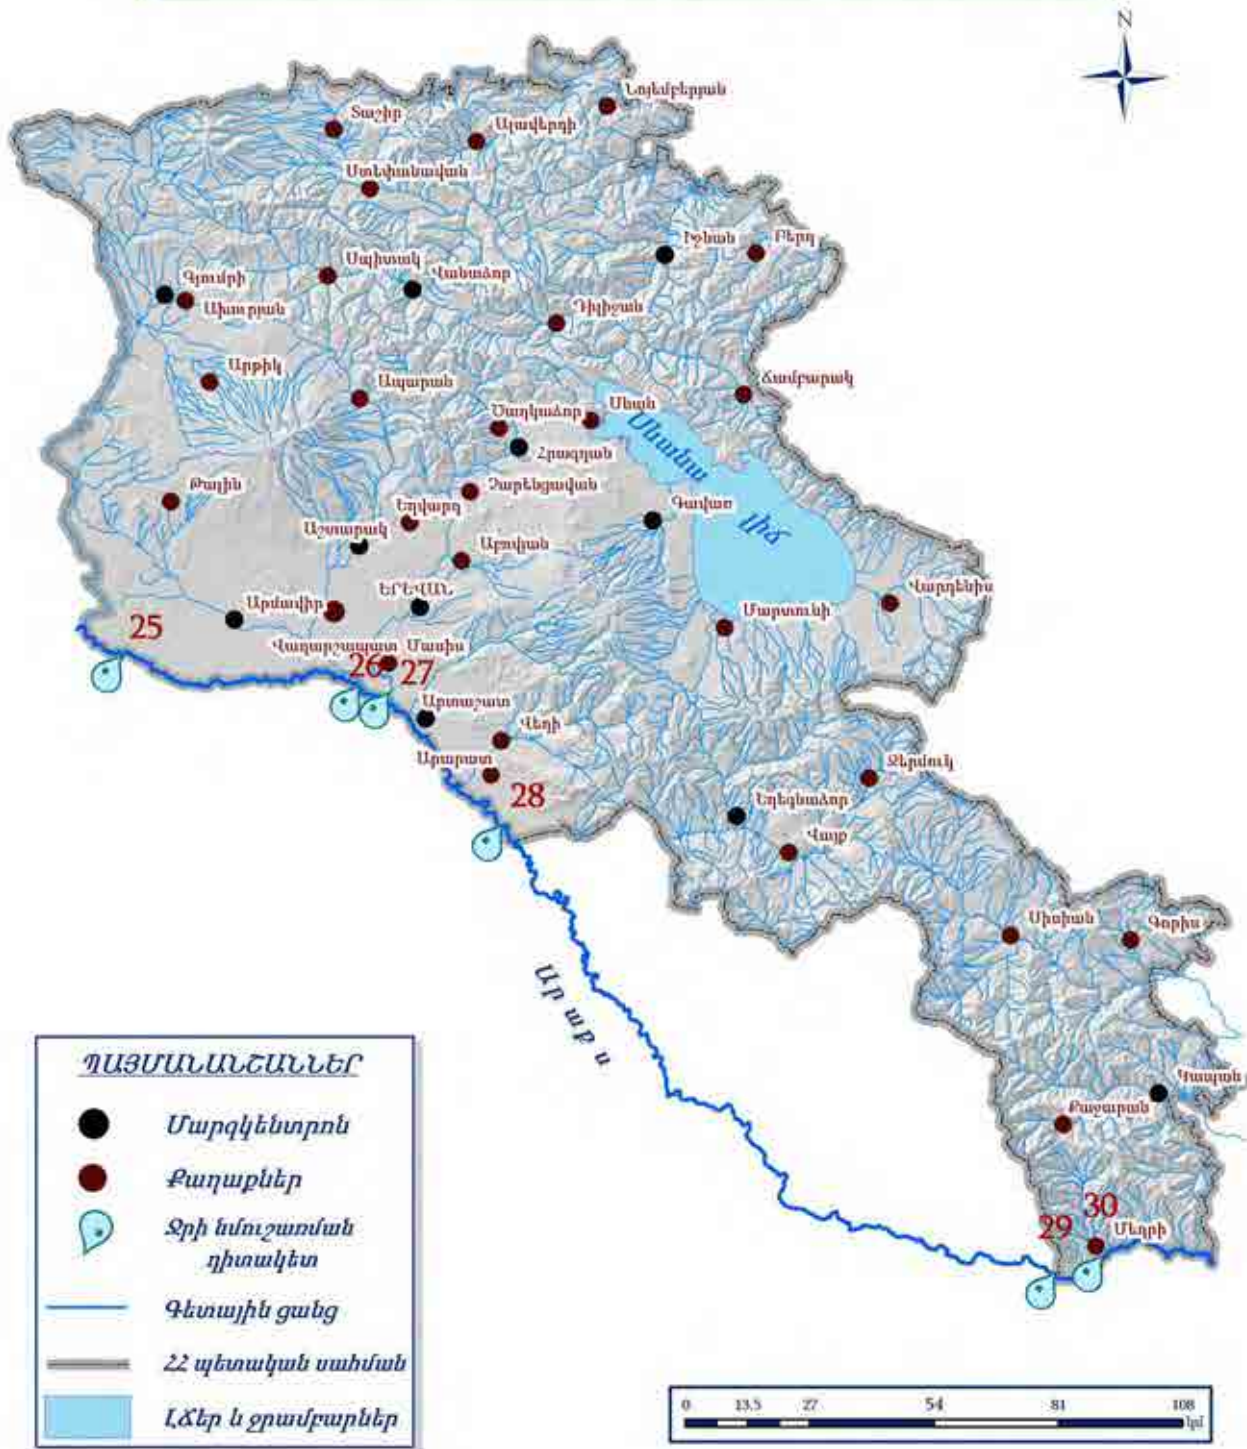 N
Նոյեմբերյան
Տաշիր
Ալավերդի
Ստեփանավան
Իջևան
Բերդ
Սպիտակ
Վանաձոր
Գյումրի
Ախուրյան
Դիլիջան
Արթիկ
Ապարան
Ճամբարակ
Ծաղկաձոր
Սևան
Սևանա
լիճ
Հրազդան
Թալին
Չարենցավան
Եղվարդ
Գավառ
Աշտարակ
Աբովյան
ԵՐԵՎԱՆ
Վարդենիս
Արմավիր
Մարտունի
25
Վաղարշապատ
Մասիս
26
27
Արտաշատ
Վեդի
Արարատ
28
Ջերմուկ
Եղեգնաձոր
Վայք
Սիսիան
Գորիս
Արաքս
Կապան
Քաջարան
30
29
Մեղրի
ՊԱՅՄԱՆԱՆՇԱՆՆԵՐ
Մարզկենտրոն
Քաղաքներ
Ջրի նմուշառման
դիտակետ
Գետային ցանց
ՀՀ պետական սահման
Լճեր և ջրամբարներ
0 13.5 27 54 81 108
կմ